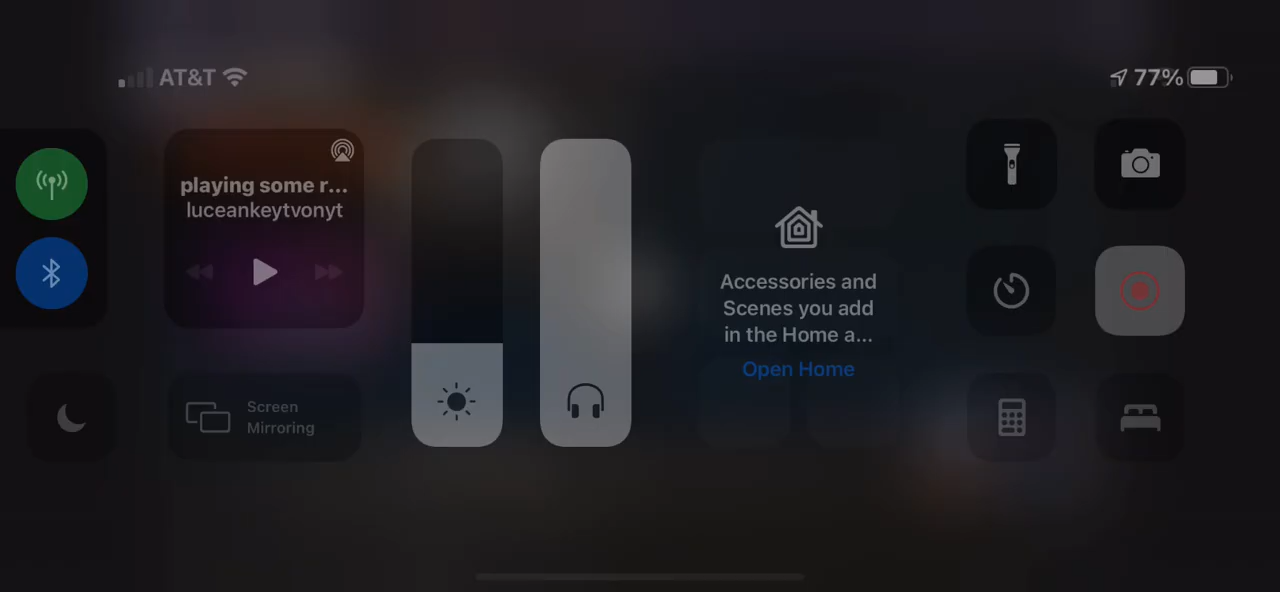 AT&T
77%
playing some r...
luceankeytvonyt
Accessories and
Scenes you add
in the Home a...
Open Home
Screen
Mirroring